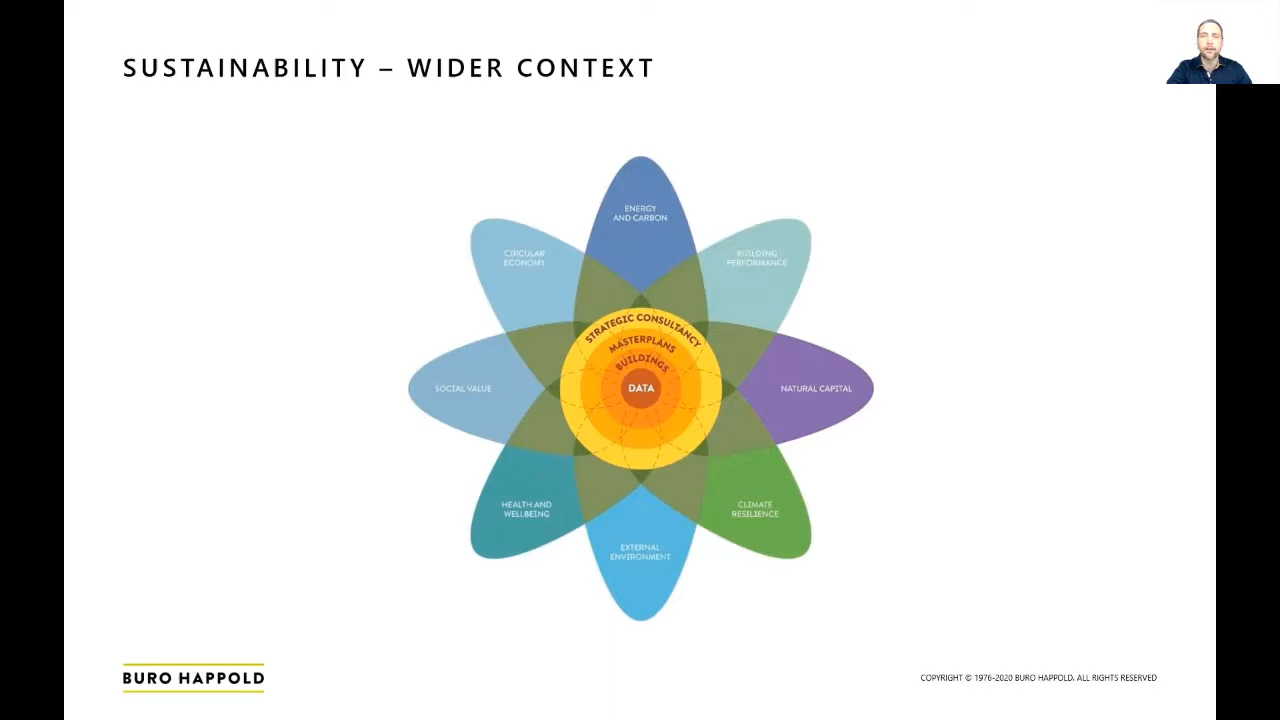 SUSTAINABILITY – WIDER CONTEXT
ENERGY
AND CARBON
CIRCULAR
ECONOMY
BUILDING
PERFORMANCE
STRATEGIC CONSULTANCY
MASTERPLANS
BUILDINGS
DATA
SOCIAL VALUE
NATURAL CAPITAL
HEALTH AND
WELLBEING
CLIMATE
RESILIENCE
EXTERNAL
ENVIRONMENT
BURO HAPPOLD
COPYRIGHT © 1976-2020 BURO HAPPOLD. ALL RIGHTS RESERVED